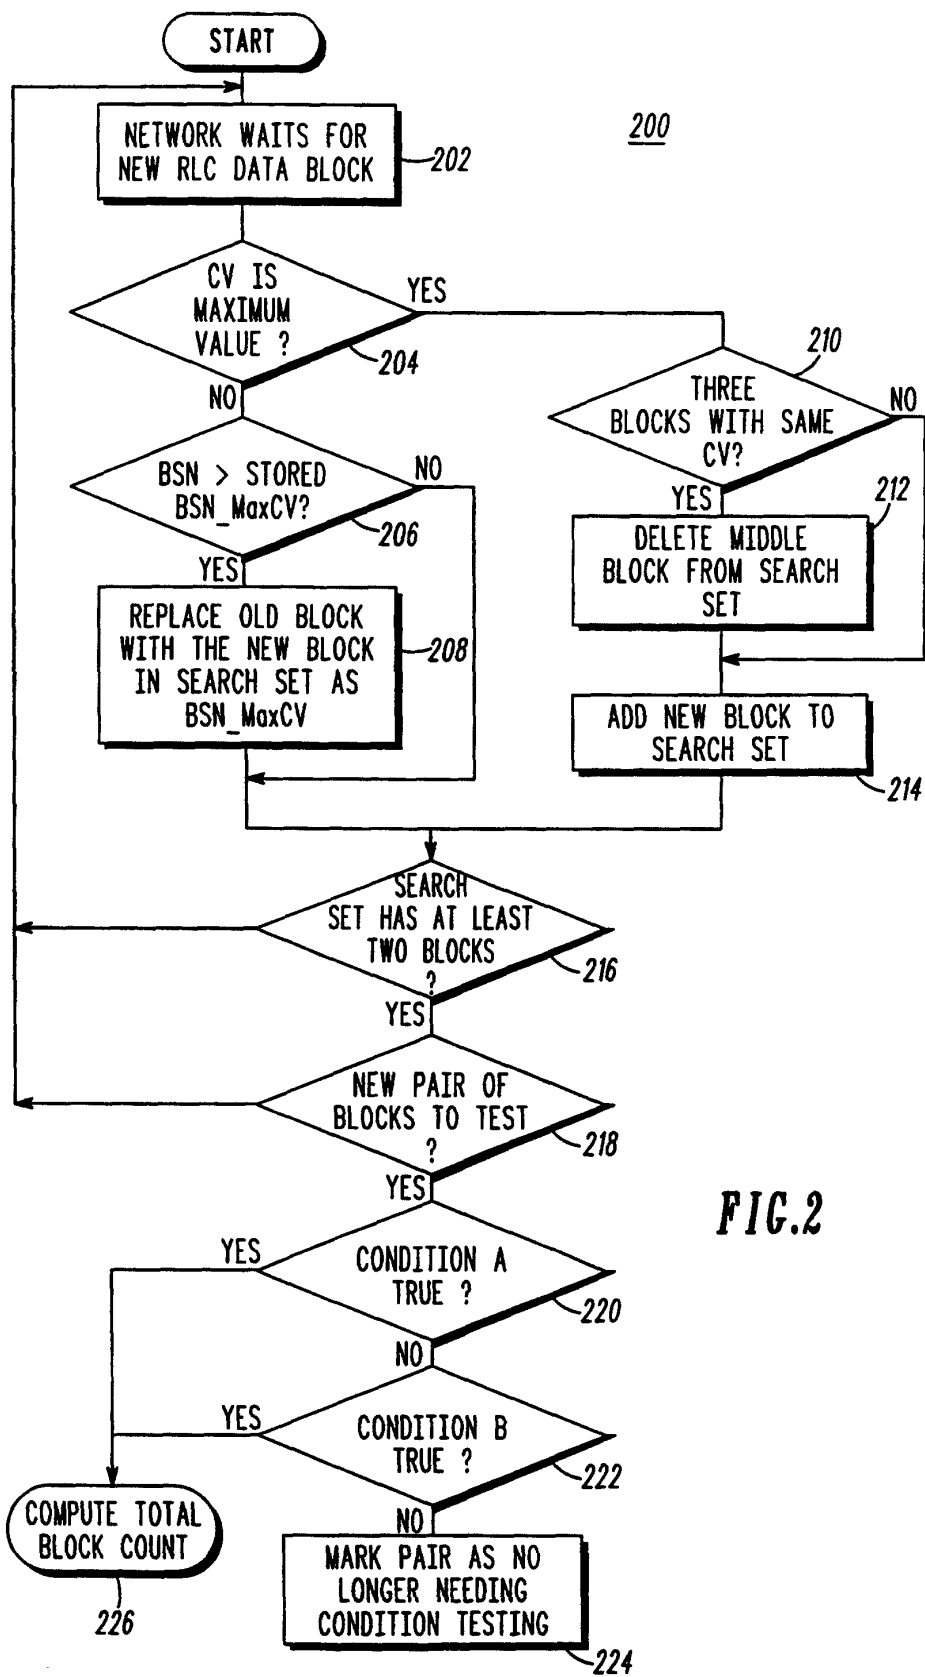 START
200
NETWORK WAITS FOR
NEW RLC DATA BLOCK
202
CV IS
MAXIMUM
VALUE ?
YES
204
NO
210
THREE
BLOCKS WITH SAME
CV?
NO
YES
BSN > STORED
BSN_MaxCV?
NO
206
YES
212
DELETE MIDDLE
BLOCK FROM SEARCH
SET
REPLACE OLD BLOCK
WITH THE NEW BLOCK
IN SEARCH SET AS
BSN_MaxCV
208
ADD NEW BLOCK TO
SEARCH SET
214
SEARCH
SET HAS AT LEAST
TWO BLOCKS
?
216
YES
NEW PAIR OF
BLOCKS TO TEST
?
218
YES
FIG.2
YES
CONDITION A
TRUE ?
220
NO
YES
CONDITION B
TRUE ?
222
NO
COMPUTE TOTAL
BLOCK COUNT
226
MARK PAIR AS NO
LONGER NEEDING
CONDITION TESTING
224